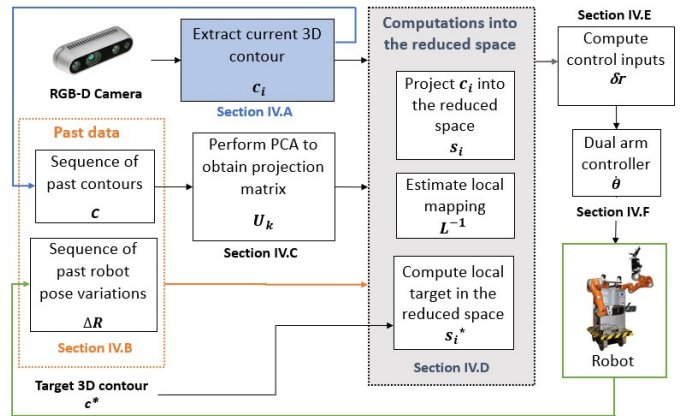 RGB-D Camera
Extract current 3D
contour
c_i
Section IV.A
Past data
Sequence of
past contours
C
Sequence of
past robot
pose variations
ΔR
Section IV.B
Perform PCA to
obtain projection
matrix
U_k
Section IV.C
Target 3D contour
c*
Computations into
the reduced space
Project c_i into
the reduced
space
s_i
Estimate local
mapping
L^{-1}
Compute local
target in the
reduced space
s_i*
Section IV.D
Section IV.E
Compute
control inputs
δr
Dual arm
controller
θ̇
Section IV.F
Robot